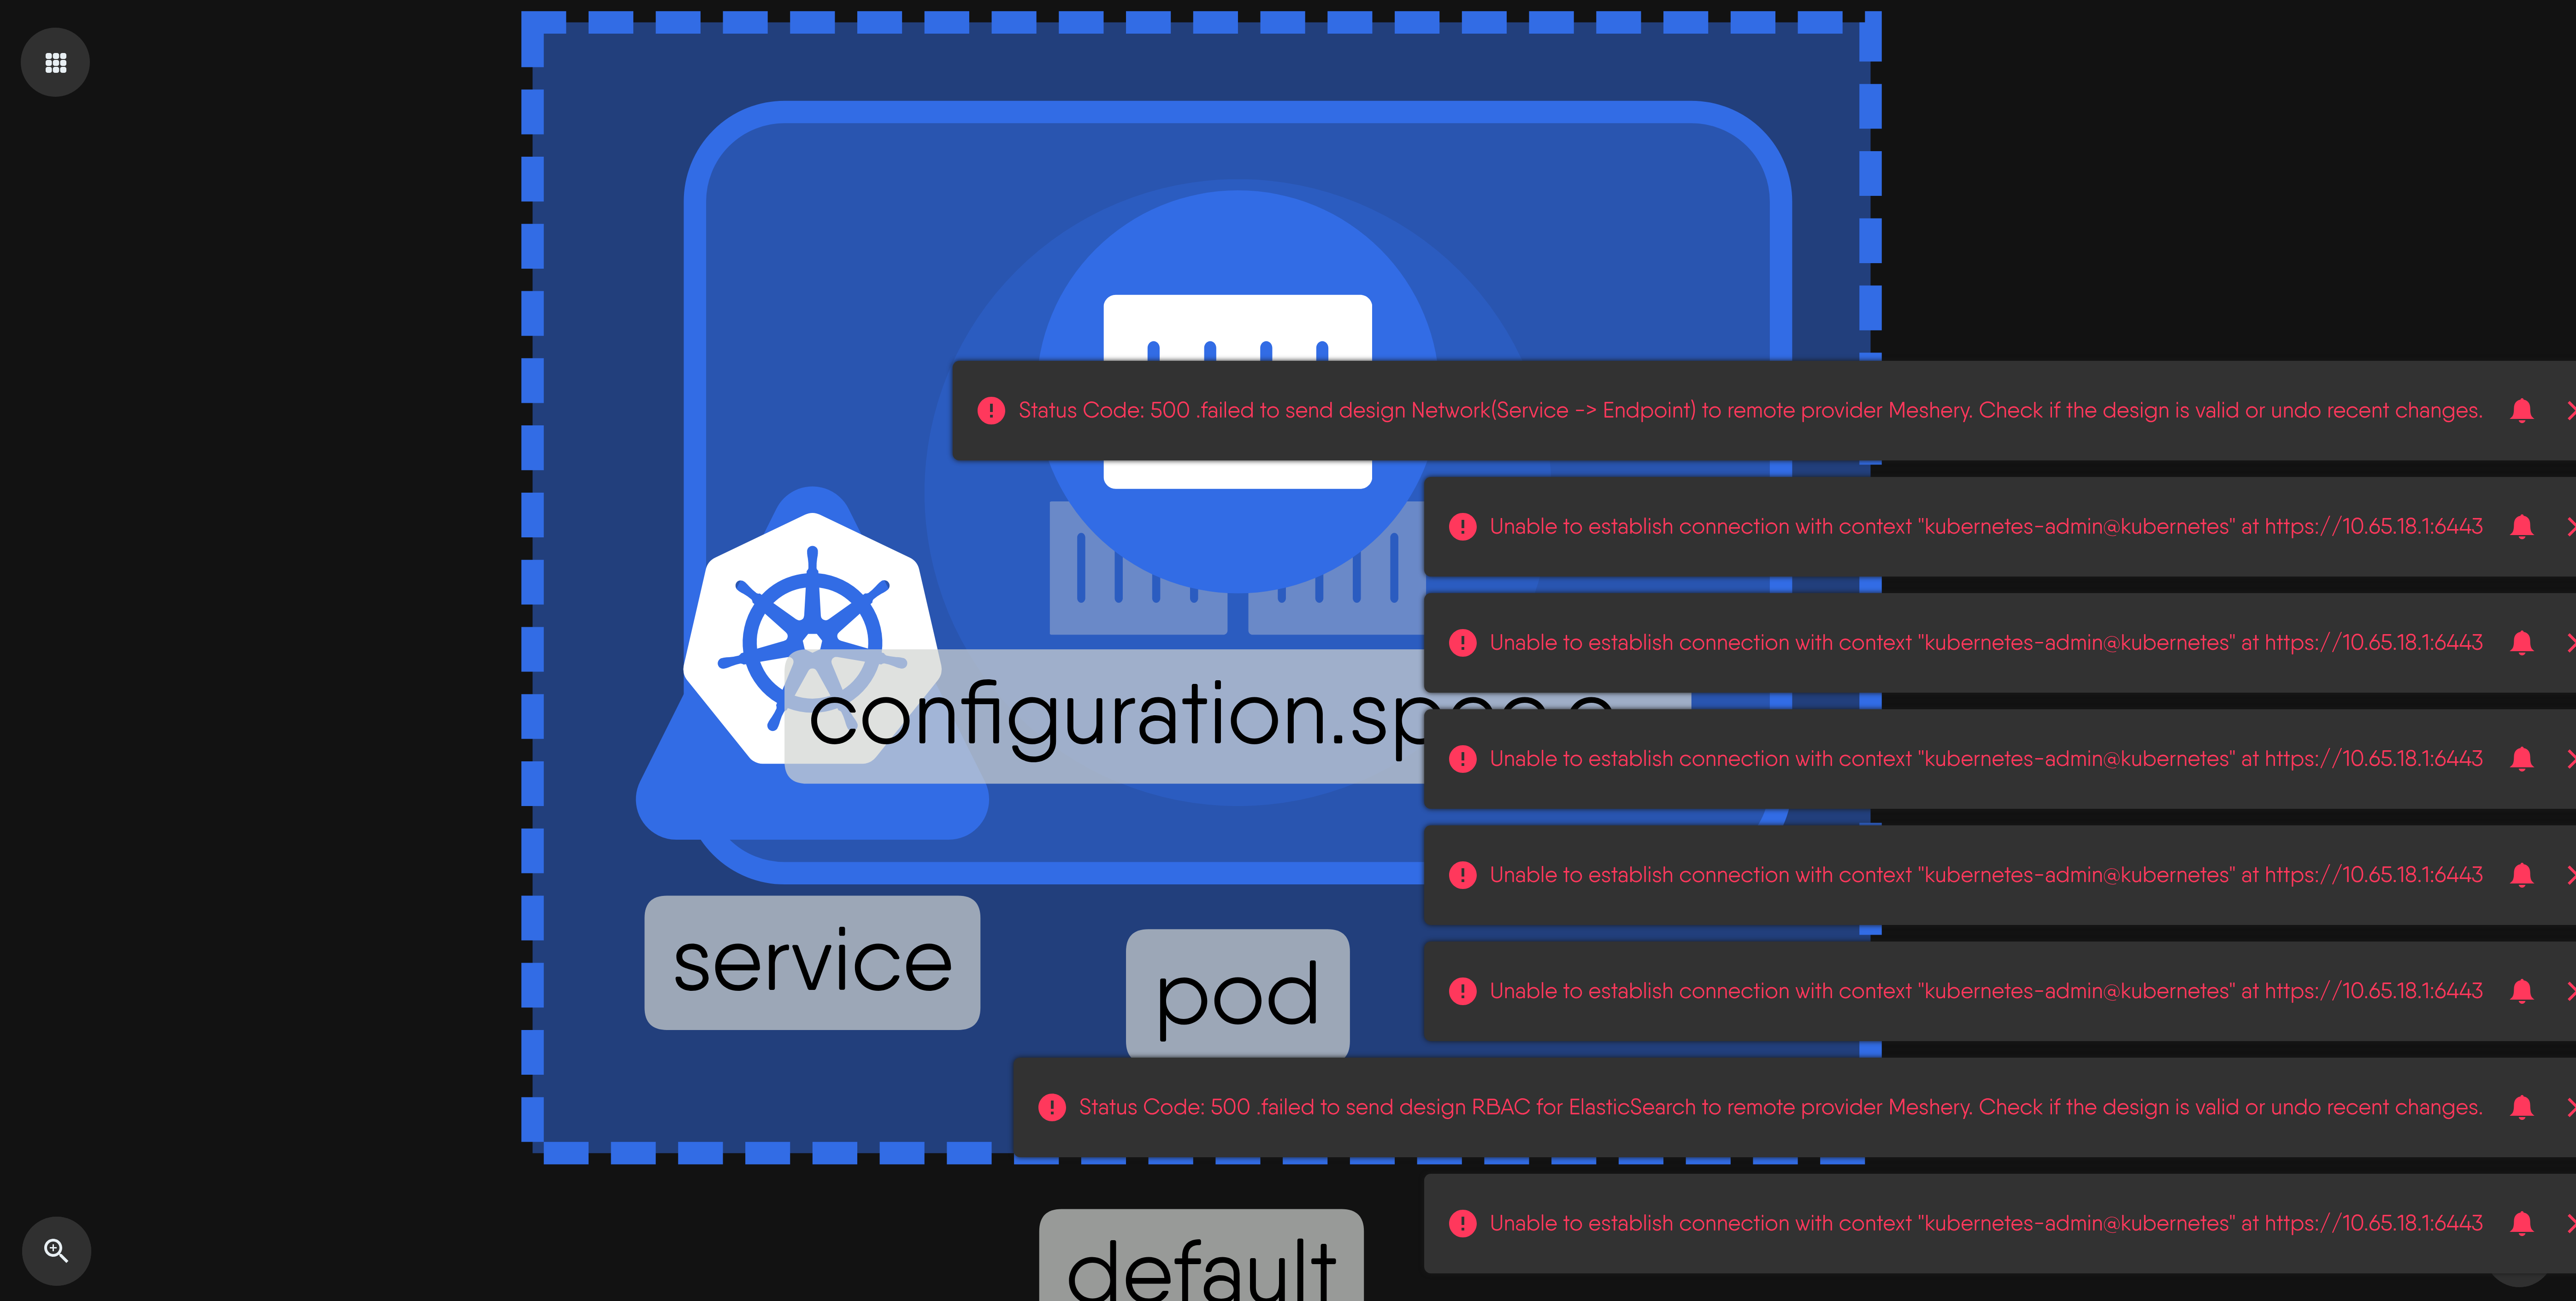 Status Code: 500 .failed to send design Network(Service -> Endpoint) to remote provider Meshery. Check if the design is valid or undo recent changes.
Unable to establish connection with context "kubernetes-admin@kubernetes" at https://10.65.18.1:6443
Unable to establish connection with context "kubernetes-admin@kubernetes" at https://10.65.18.1:6443
configuration.spec.c
Unable to establish connection with context "kubernetes-admin@kubernetes" at https://10.65.18.1:6443
Unable to establish connection with context "kubernetes-admin@kubernetes" at https://10.65.18.1:6443
service
pod
Unable to establish connection with context "kubernetes-admin@kubernetes" at https://10.65.18.1:6443
Status Code: 500 .failed to send design RBAC for ElasticSearch to remote provider Meshery. Check if the design is valid or undo recent changes.
Unable to establish connection with context "kubernetes-admin@kubernetes" at https://10.65.18.1:6443
default